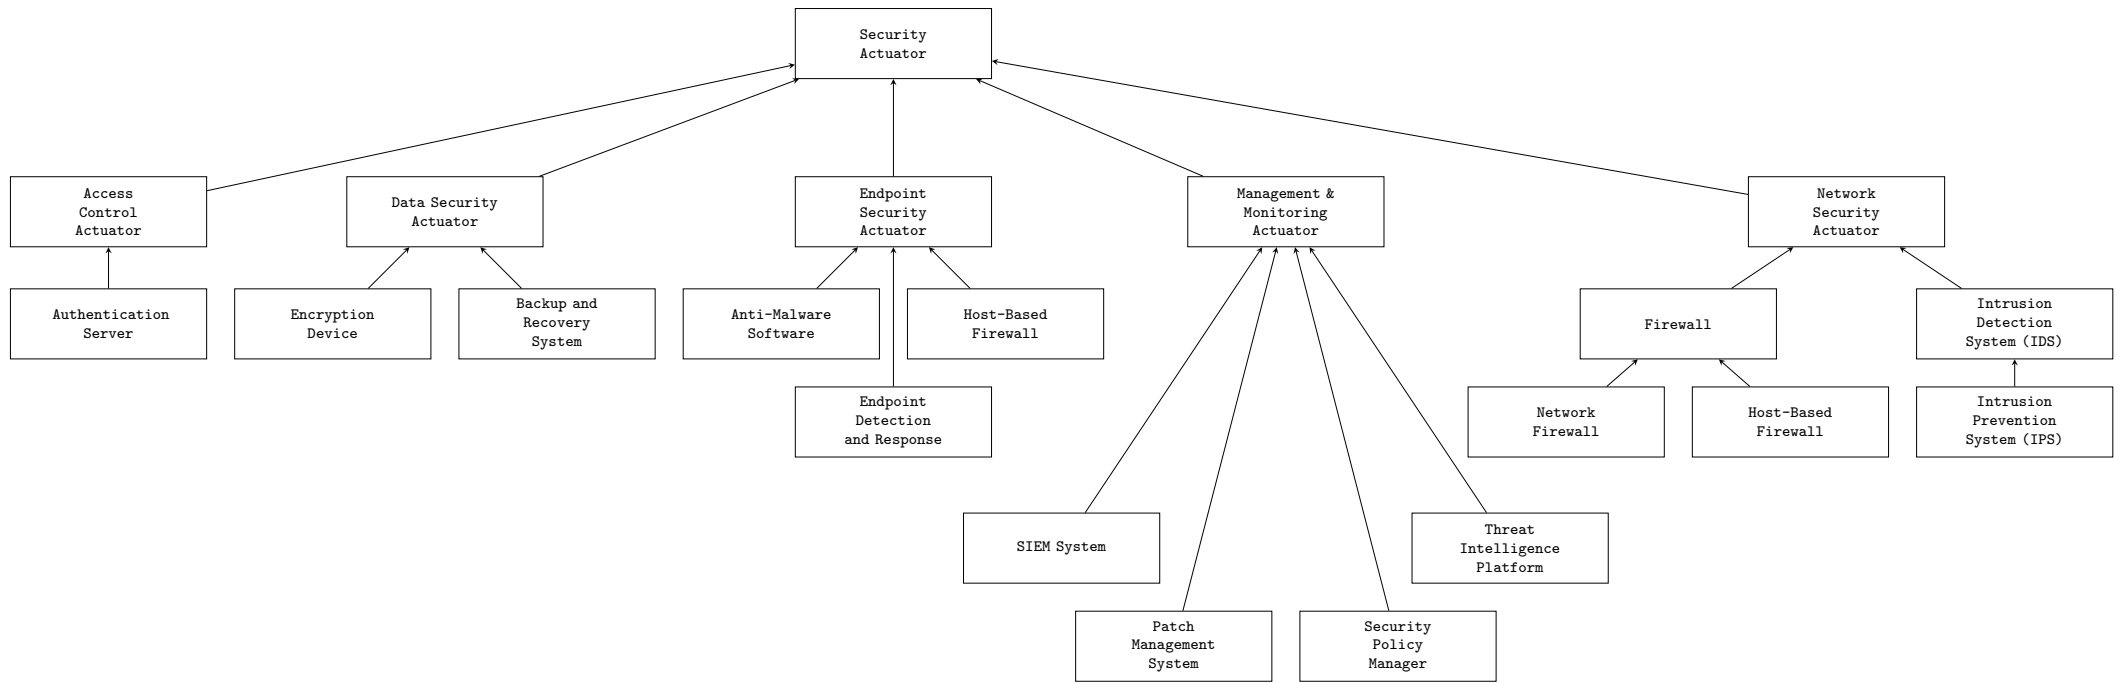 Security
Actuator
Access
Control
Actuator
Data Security
Actuator
Endpoint
Security
Actuator
Management &
Monitoring
Actuator
Network
Security
Actuator
Authentication
Server
Encryption
Device
Backup and
Recovery
System
Anti-Malware
Software
Host-Based
Firewall
Firewall
Intrusion
Detection
System (IDS)
Endpoint
Detection
and Response
Network
Firewall
Host-Based
Firewall
Intrusion
Prevention
System (IPS)
SIEM System
Threat
Intelligence
Platform
Patch
Management
System
Security
Policy
Manager